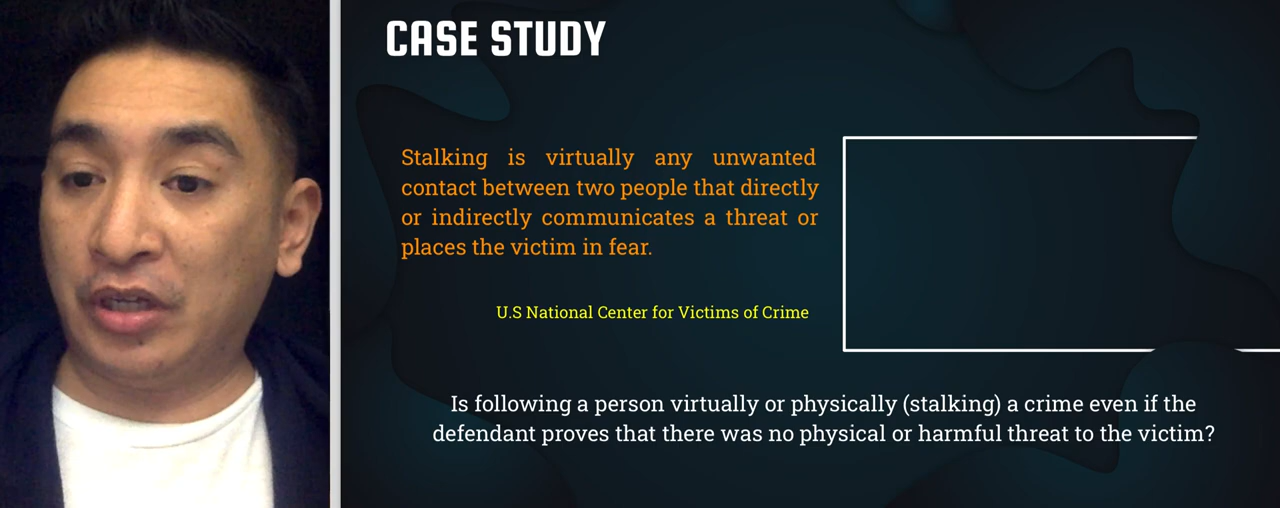 CASE STUDY
Stalking is virtually any unwanted
contact between two people that directly
or indirectly communicates a threat or
places the victim in fear.
U.S National Center for Victims of Crime
Is following a person virtually or physically (stalking) a crime even if the
defendant proves that there was no physical or harmful threat to the victim?